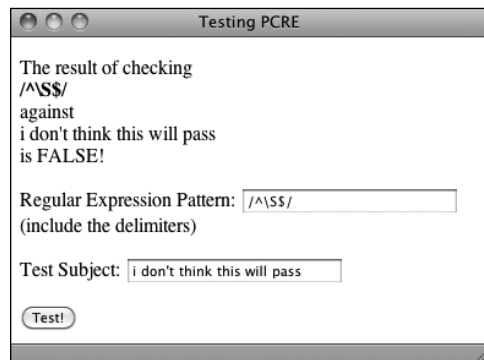 Testing PCRE
The result of checking
/^\S$/
against
i don't think this will pass
is FALSE!
Regular Expression Pattern: /^\S$/
(include the delimiters)
Test Subject: i don't think this will pass
Test!